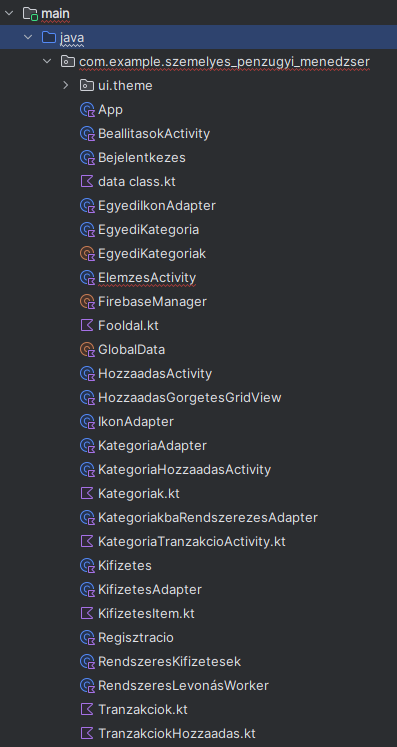 main
java
com.example.szemelyes_penzugyi_menedzser
ui.theme
App
BeallitasokActivity
Bejelentkezes
data class.kt
EgyediIkonAdapter
EgyediKategoria
EgyediKategoriak
ElemzesActivity
FirebaseManager
Fooldal.kt
GlobalData
HozzaadasActivity
HozzaadasGorgetesGridView
IkonAdapter
KategoriaAdapter
KategoriaHozzaadasActivity
Kategoriak.kt
KategoriakbaRendszerezesAdapter
KategoriaTranzakcioActivity.kt
Kifizetes
KifizetesAdapter
KifizetesItem.kt
Regisztracio
RendszeresKifizetesek
RendszeresLevonásWorker
Tranzakciok.kt
TranzakciokHozzaadas.kt